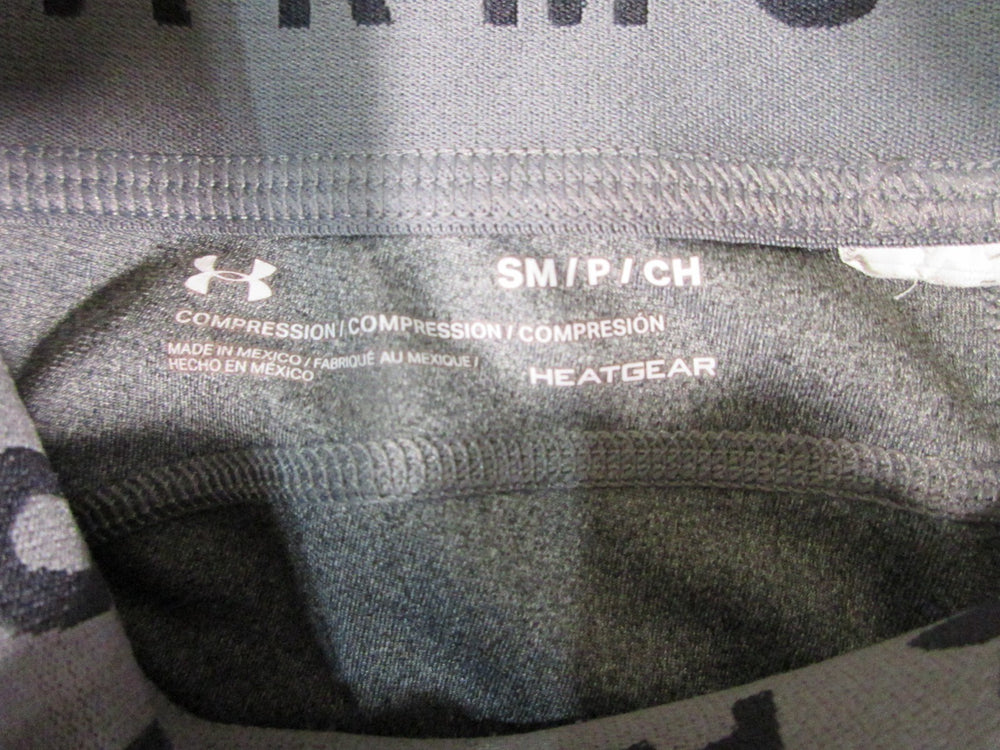 SM / P / CH
COMPRESSION / COMPRESSION / COMPRESIÓN
MADE IN MEXICO / FABRIQUÉ AU MEXIQUE /
HECHO EN MÉXICO
HEATGEAR